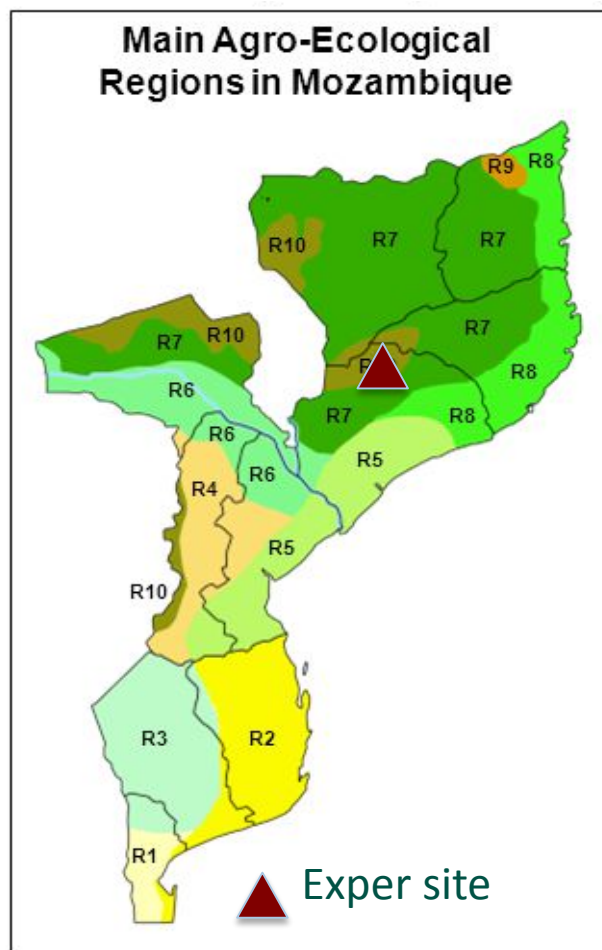 Main Agro-Ecological
Regions in Mozambique
R9
R8
R10
R7
R7
R10
R7
R7
R8
R6
R7
R8
R6
R5
R6
R4
R5
R10
R3
R2
R1
Exper site